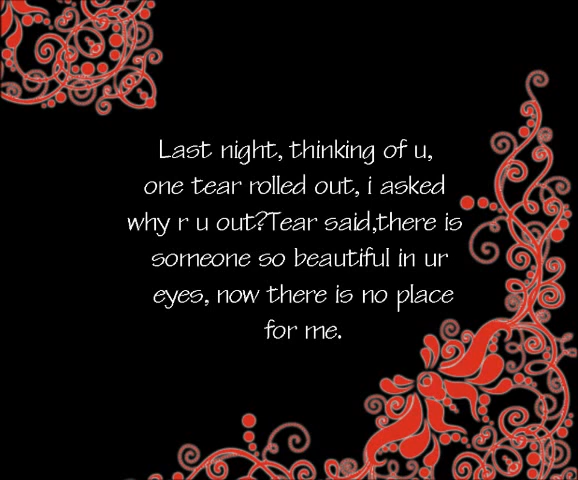 Last night, thinking of u,
one tear rolled out, i asked
why r u out?Tear said,there is
someone so beautiful in ur
eyes, now there is no place
for me.